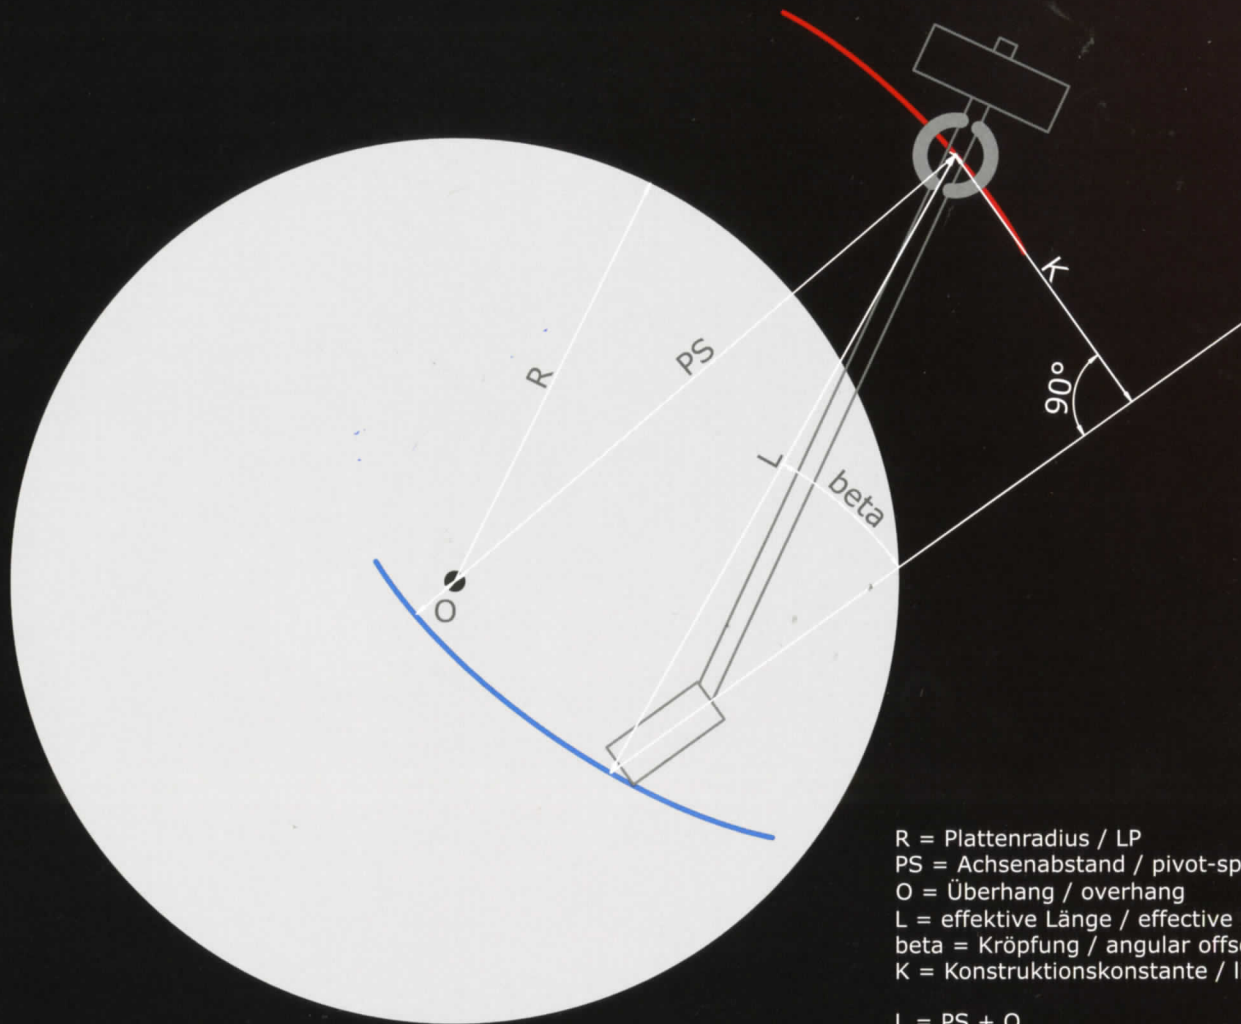 K
PS
R
90°
L
beta
O
R = Plattenradius / LP
PS = Achsenabstand / pivot-sp
O = Überhang / overhang
L = effektive Länge / effective
beta = Kröpfung / angular offs
K = Konstruktionskonstante / l
L = PS + O